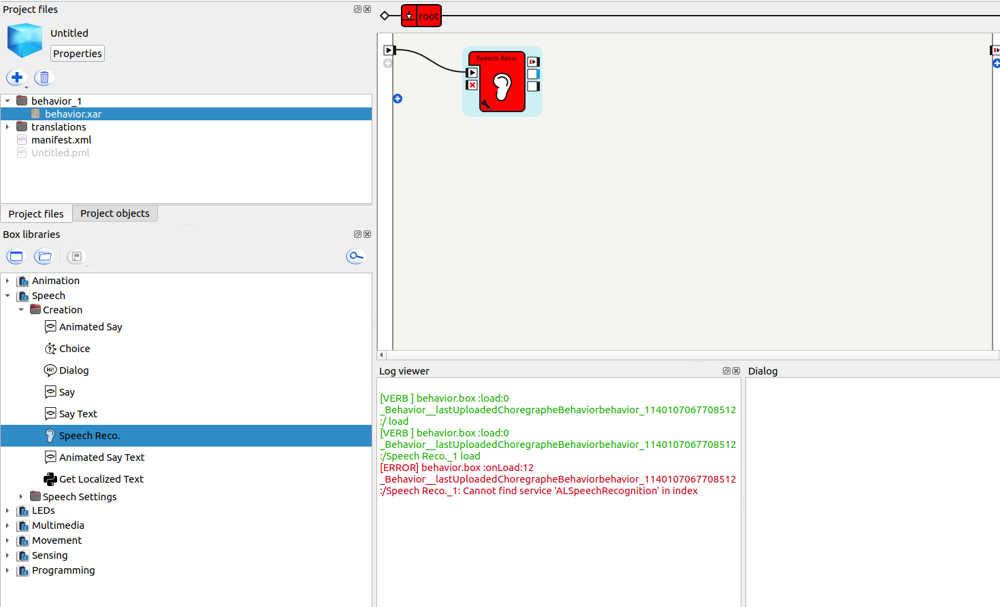 Project files
Untitled
Properties
behavior_1
behavior.xar
translations
manifest.xml
Untitled.pml
Project files
Project objects
Box libraries
Animation
Speech
Creation
Animated Say
Choice
Dialog
Say
Say Text
Speech Reco.
Animated Say Text
Get Localized Text
Speech Settings
LEDs
Multimedia
Movement
Sensing
Programming
root
Speech Reco.
Log viewer
[VERB ] behavior.box :load:0
_Behavior__lastUploadedChoregrapheBehaviorbehavior_1140107067708512
:/ load
[VERB ] behavior.box :load:0
_Behavior__lastUploadedChoregrapheBehaviorbehavior_1140107067708512
:/Speech Reco._1 load
[ERROR] behavior.box :onLoad:12
_Behavior__lastUploadedChoregrapheBehaviorbehavior_1140107067708512
:/Speech Reco._1: Cannot find service 'ALSpeechRecognition' in index
Dialog